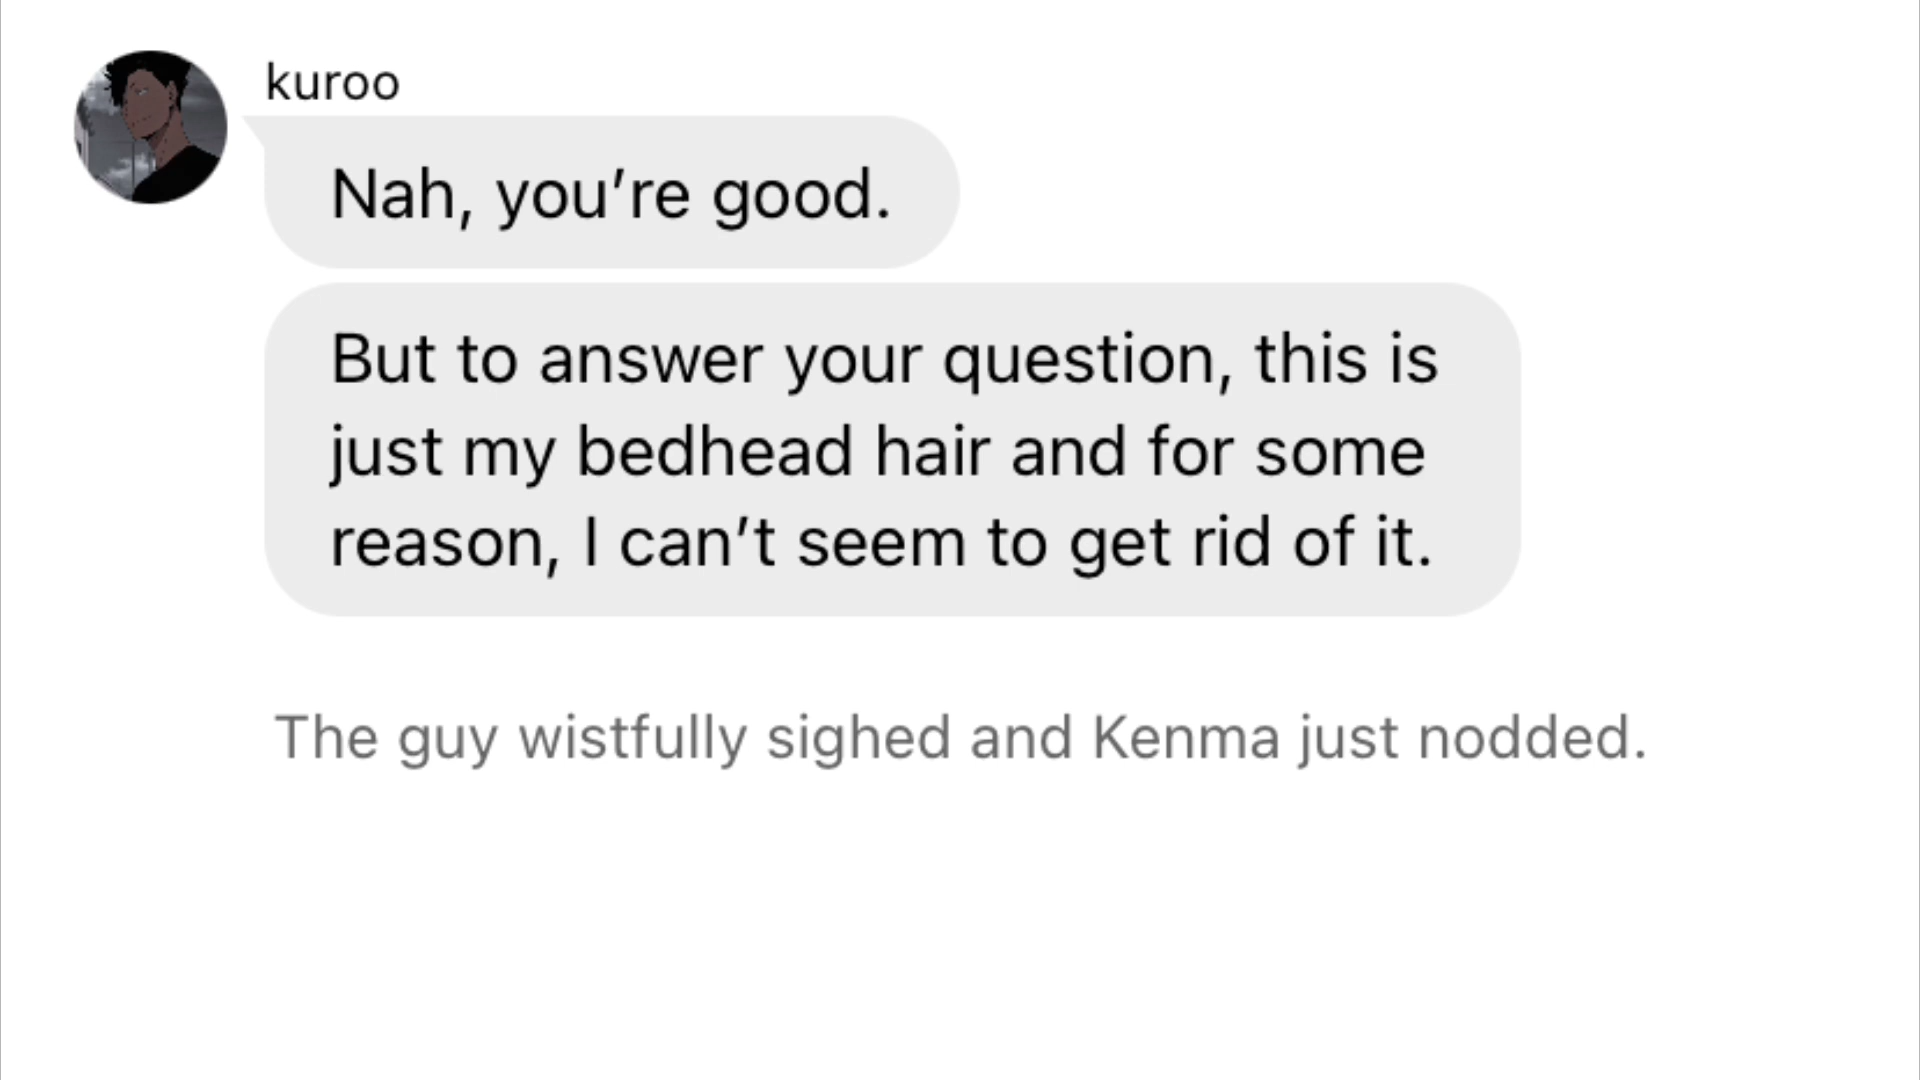 kuroo
Nah, you’re good.
But to answer your question, this is
just my bedhead hair and for some
reason, I can’t seem to get rid of it.
The guy wistfully sighed and Kenma just nodded.